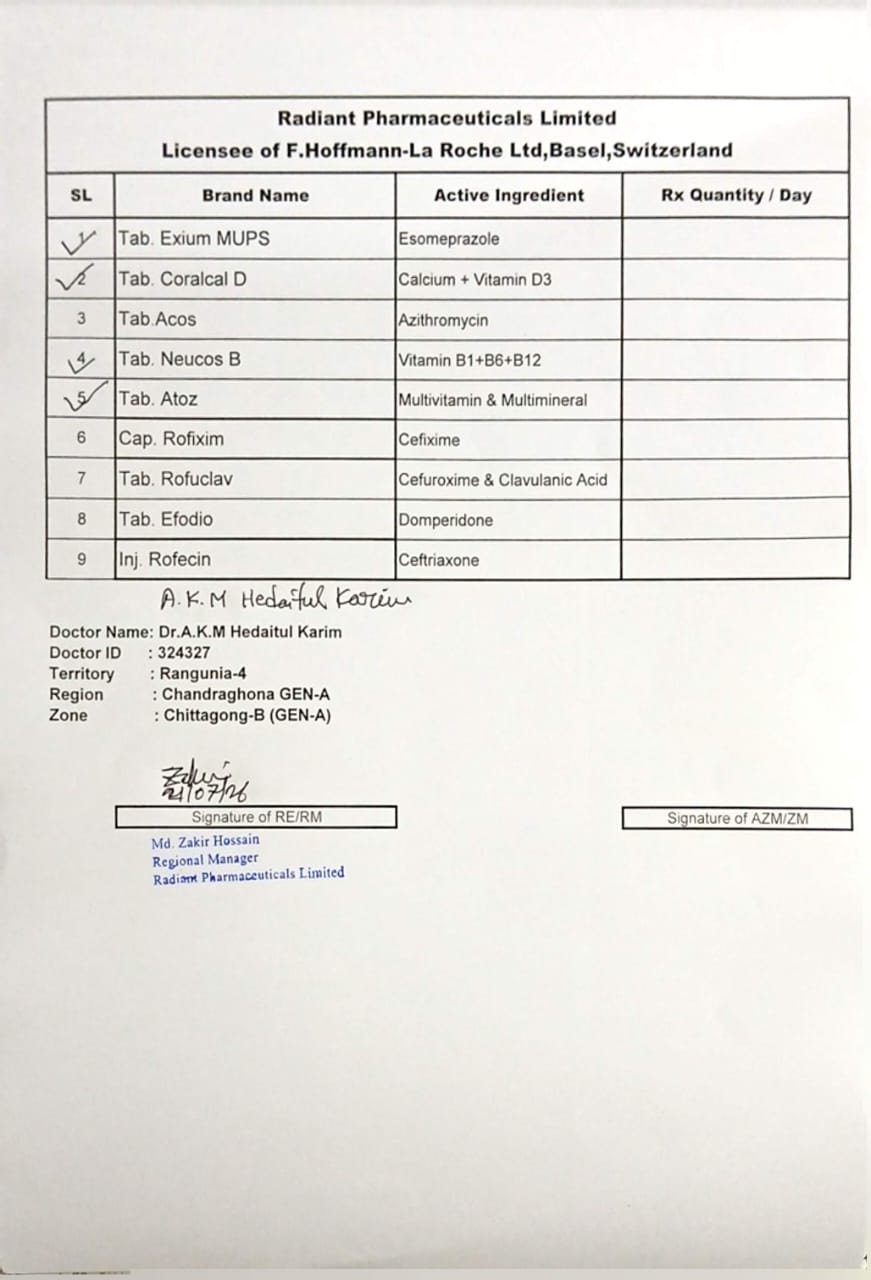 Radiant Pharmaceuticals Limited
Licensee of F.Hoffmann-La Roche Ltd,Basel,Switzerland
SL Brand Name Active Ingredient Rx Quantity / Day
1 Tab. Exium MUPS Esomeprazole
2 Tab. Coralcal D Calcium + Vitamin D3
3 Tab.Acos Azithromycin
4 Tab. Neucos B Vitamin B1+B6+B12
5 Tab. Atoz Multivitamin & Multimineral
6 Cap. Rofixim Cefixime
7 Tab. Rofuclav Cefuroxime & Clavulanic Acid
8 Tab. Efodio Domperidone
9 Inj. Rofecin Ceftriaxone
A.K.M Hedaitul Karim
Doctor Name: Dr.A.K.M Hedaitul Karim
Doctor ID : 324327
Territory : Rangunia-4
Region : Chandraghona GEN-A
Zone : Chittagong-B (GEN-A)
21/07/26
Signature of RE/RM Signature of AZM/ZM
Md. Zakir Hossain
Regional Manager
Radiant Pharmaceuticals Limited